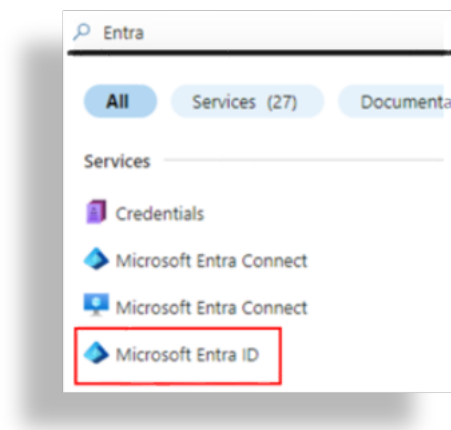 Entra
All Services (27) Documenta
Services
Credentials
Microsoft Entra Connect
Microsoft Entra Connect
Microsoft Entra ID